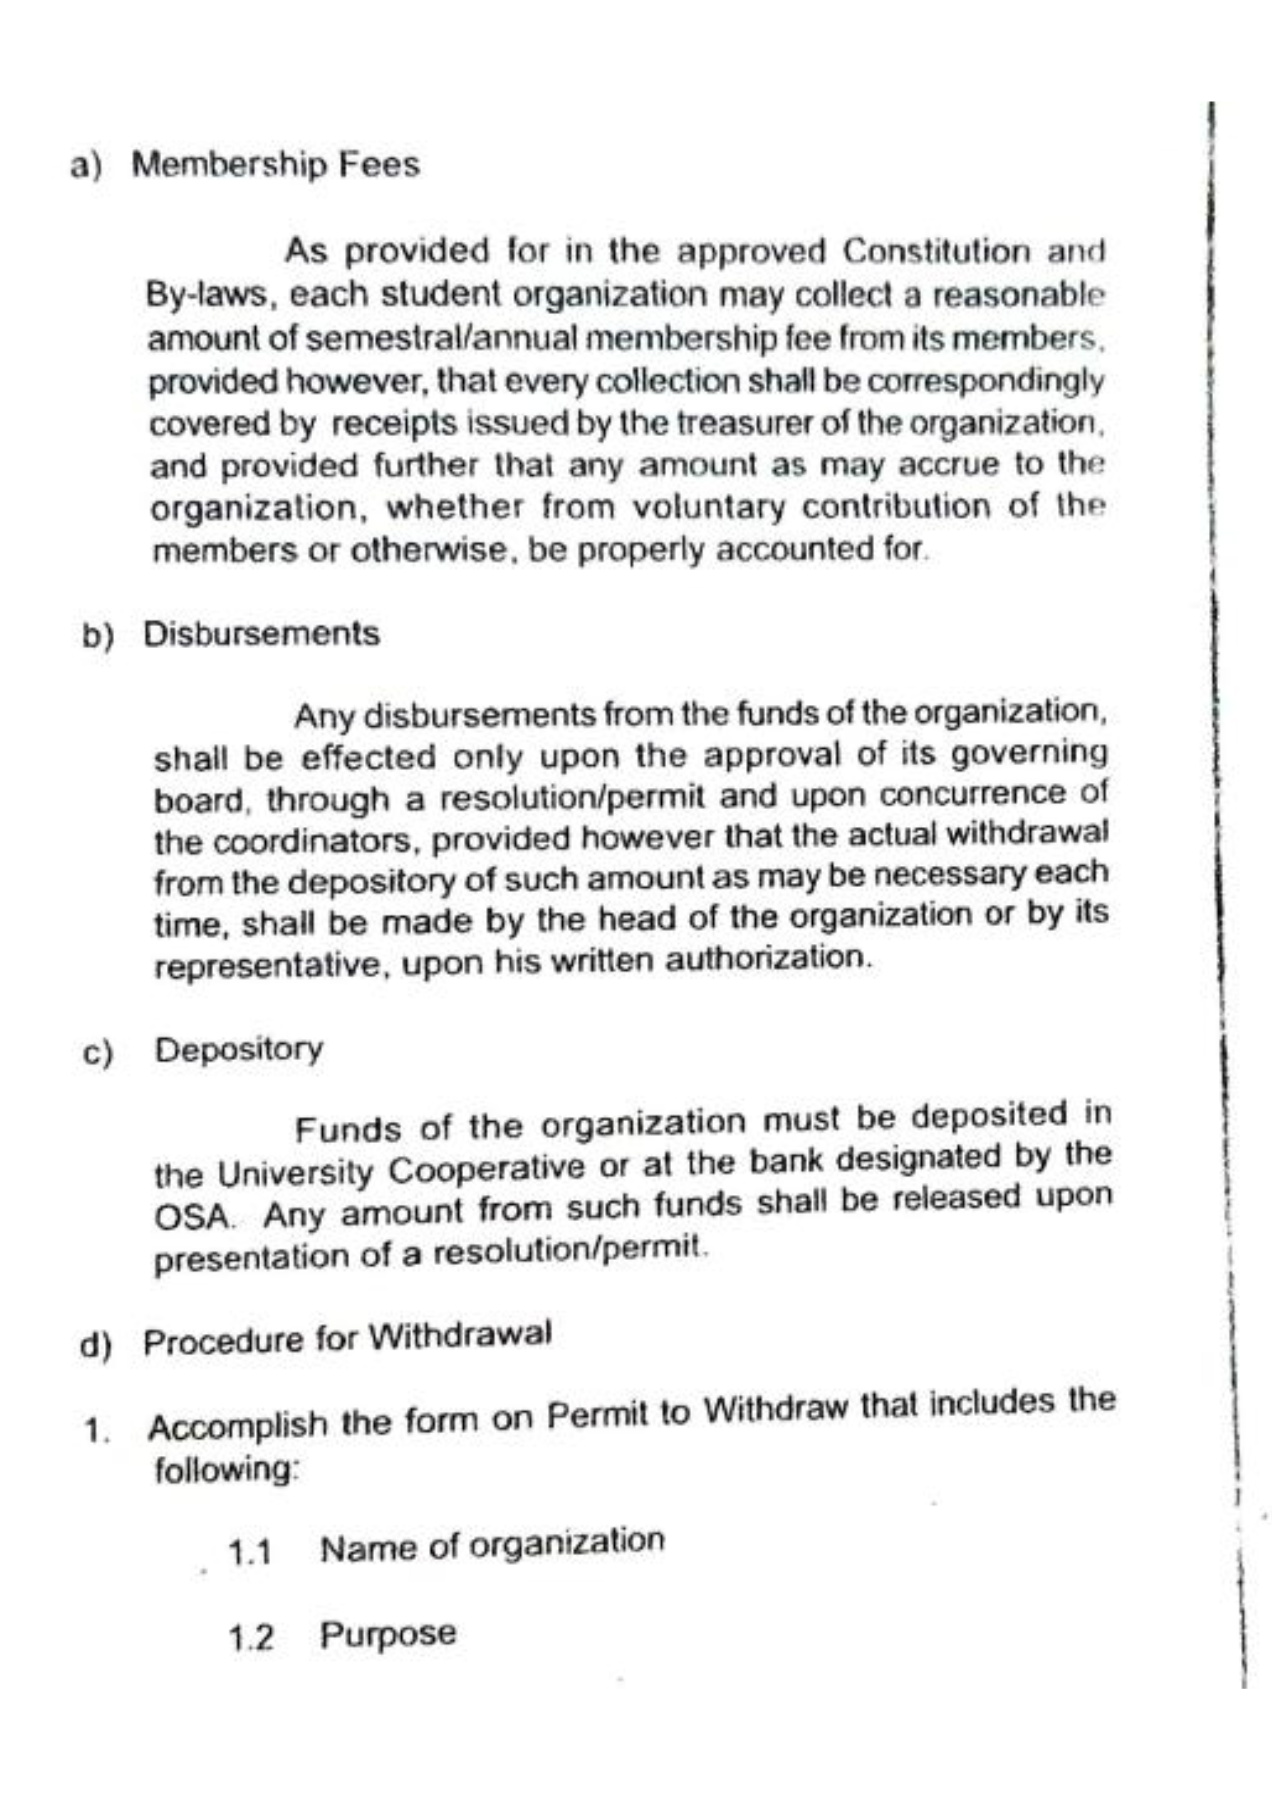 a) Membership Fees
As provided for in the approved Constitution and
By-laws, each student organization may collect a reasonable
amount of semestral/annual membership fee from its members,
provided however, that every collection shall be correspondingly
covered by receipts issued by the treasurer of the organization,
and provided further that any amount as may accrue to the
organization, whether from voluntary contribution of the
members or otherwise, be properly accounted for.
b) Disbursements
Any disbursements from the funds of the organization,
shall be effected only upon the approval of its governing
board, through a resolution/permit and upon concurrence of
the coordinators, provided however that the actual withdrawal
from the depository of such amount as may be necessary each
time, shall be made by the head of the organization or by its
representative, upon his written authorization.
c) Depository
Funds of the organization must be deposited in
the University Cooperative or at the bank designated by the
OSA. Any amount from such funds shall be released upon
presentation of a resolution/permit.
d) Procedure for Withdrawal
1. Accomplish the form on Permit to Withdraw that includes the
following:
1.1 Name of organization
1.2 Purpose